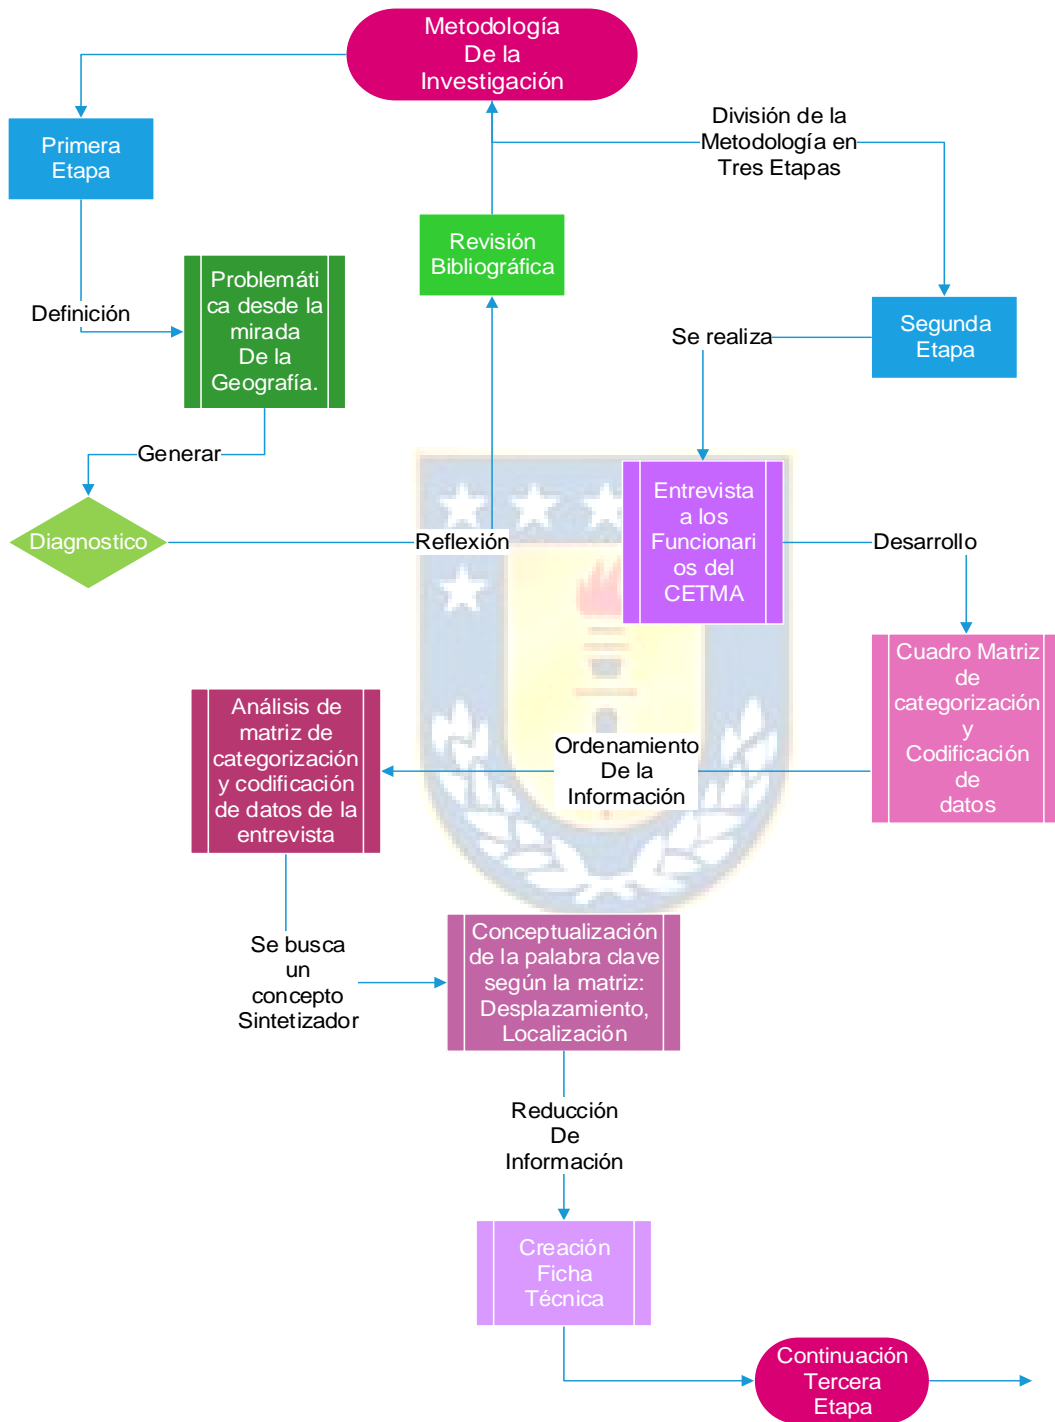 Metodología
De la
Investigación
Primera
Etapa
División de la
Metodología en
Tres Etapas
Revisión
Bibliográfica
Definición
Problemáti
ca desde la
mirada
De la
Geografía.
Segunda
Etapa
Se realiza
Generar
Diagnostico
Reflexión
Entrevista
a los
Funcionari
os del
CETMA
Desarrollo
Cuadro Matriz
de
categorización
y
Codificación
de
datos
Ordenamiento
De la
Información
Análisis de
matriz de
categorización
y codificación
de datos de la
entrevista
Se busca
un
concepto
Sintetizador
Conceptualización
de la palabra clave
según la matriz:
Desplazamiento,
Localización
Reducción
De
Información
Creación
Ficha
Técnica
Continuación
Tercera
Etapa